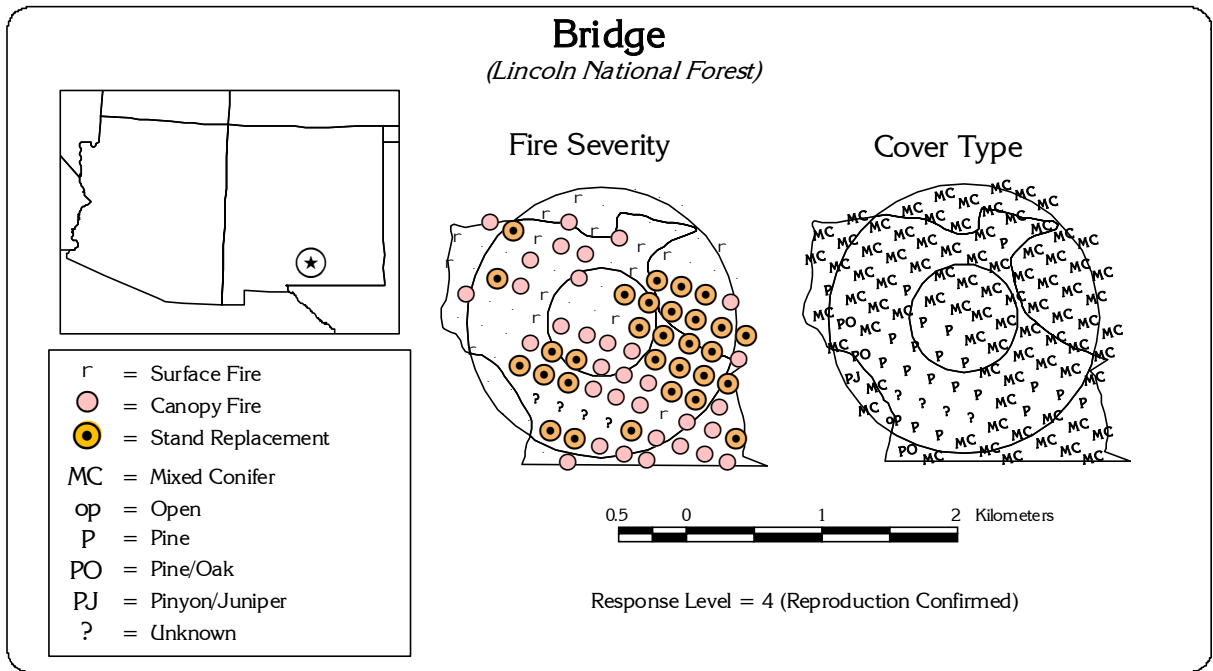 Bridge
(Lincoln National Forest)
Fire Severity
Cover Type
r = Surface Fire
= Canopy Fire
= Stand Replacement
MC = Mixed Conifer
op = Open
P = Pine
PO = Pine/Oak
PJ = Pinyon/Juniper
? = Unknown
0.5 0 1 2 Kilometers
Response Level = 4 (Reproduction Confirmed)